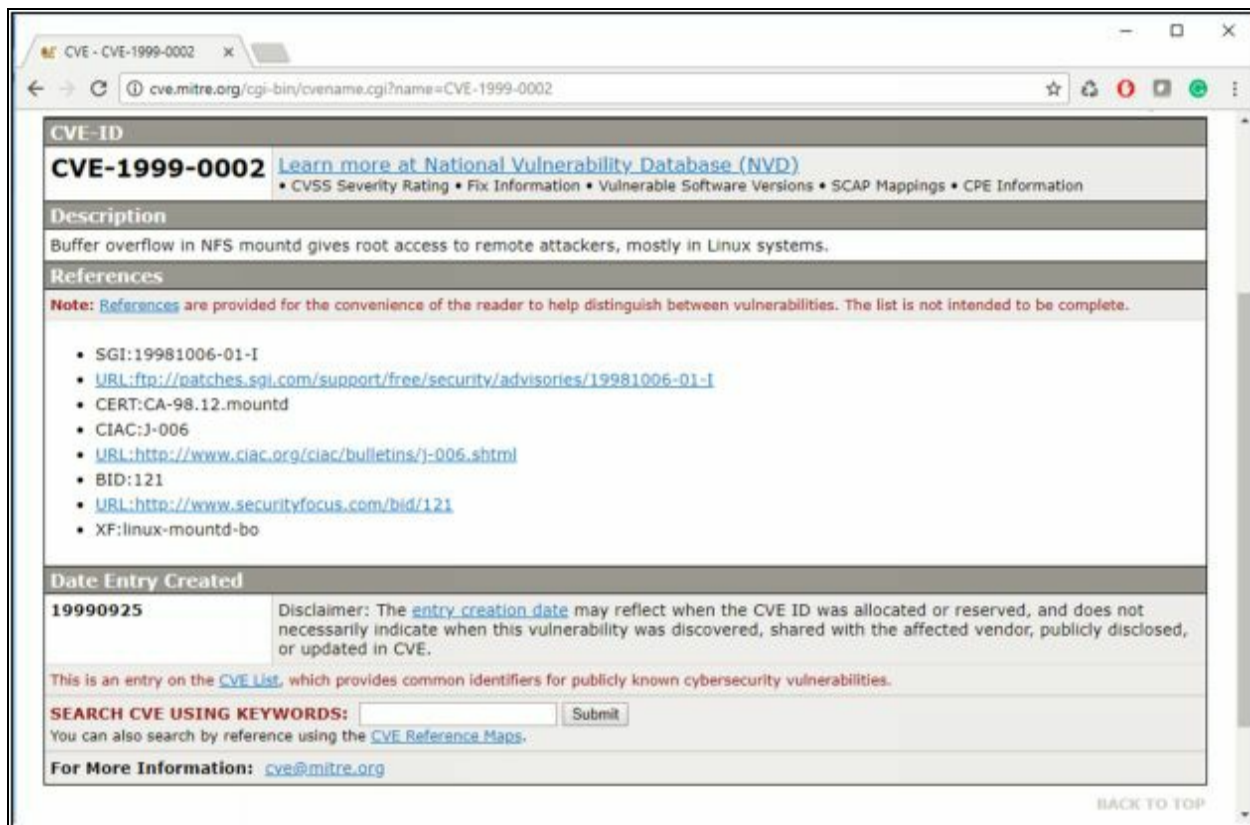 CVE - CVE-1999-0002
cve.mitre.org/cgi-bin/cvename.cgi?name=CVE-1999-0002
CVE-ID
CVE-1999-0002
Learn more at National Vulnerability Database (NVD)
• CVSS Severity Rating • Fix Information • Vulnerable Software Versions • SCAP Mappings • CPE Information
Description
Buffer overflow in NFS mountd gives root access to remote attackers, mostly in Linux systems.
References
Note: References are provided for the convenience of the reader to help distinguish between vulnerabilities. The list is not intended to be complete.
• SGI:19981006-01-I
• URL:ftp://patches.sgi.com/support/free/security/advisories/19981006-01-I
• CERT:CA-98.12.mountd
• CIAC:J-006
• URL:http://www.ciac.org/ciac/bulletins/j-006.shtml
• BID:121
• URL:http://www.securityfocus.com/bid/121
• XF:linux-mountd-bo
Date Entry Created
19990925
Disclaimer: The entry creation date may reflect when the CVE ID was allocated or reserved, and does not
necessarily indicate when this vulnerability was discovered, shared with the affected vendor, publicly disclosed,
or updated in CVE.
This is an entry on the CVE List, which provides common identifiers for publicly known cybersecurity vulnerabilities.
SEARCH CVE USING KEYWORDS: Submit
You can also search by reference using the CVE Reference Maps.
For More Information: cve@mitre.org
BACK TO TOP